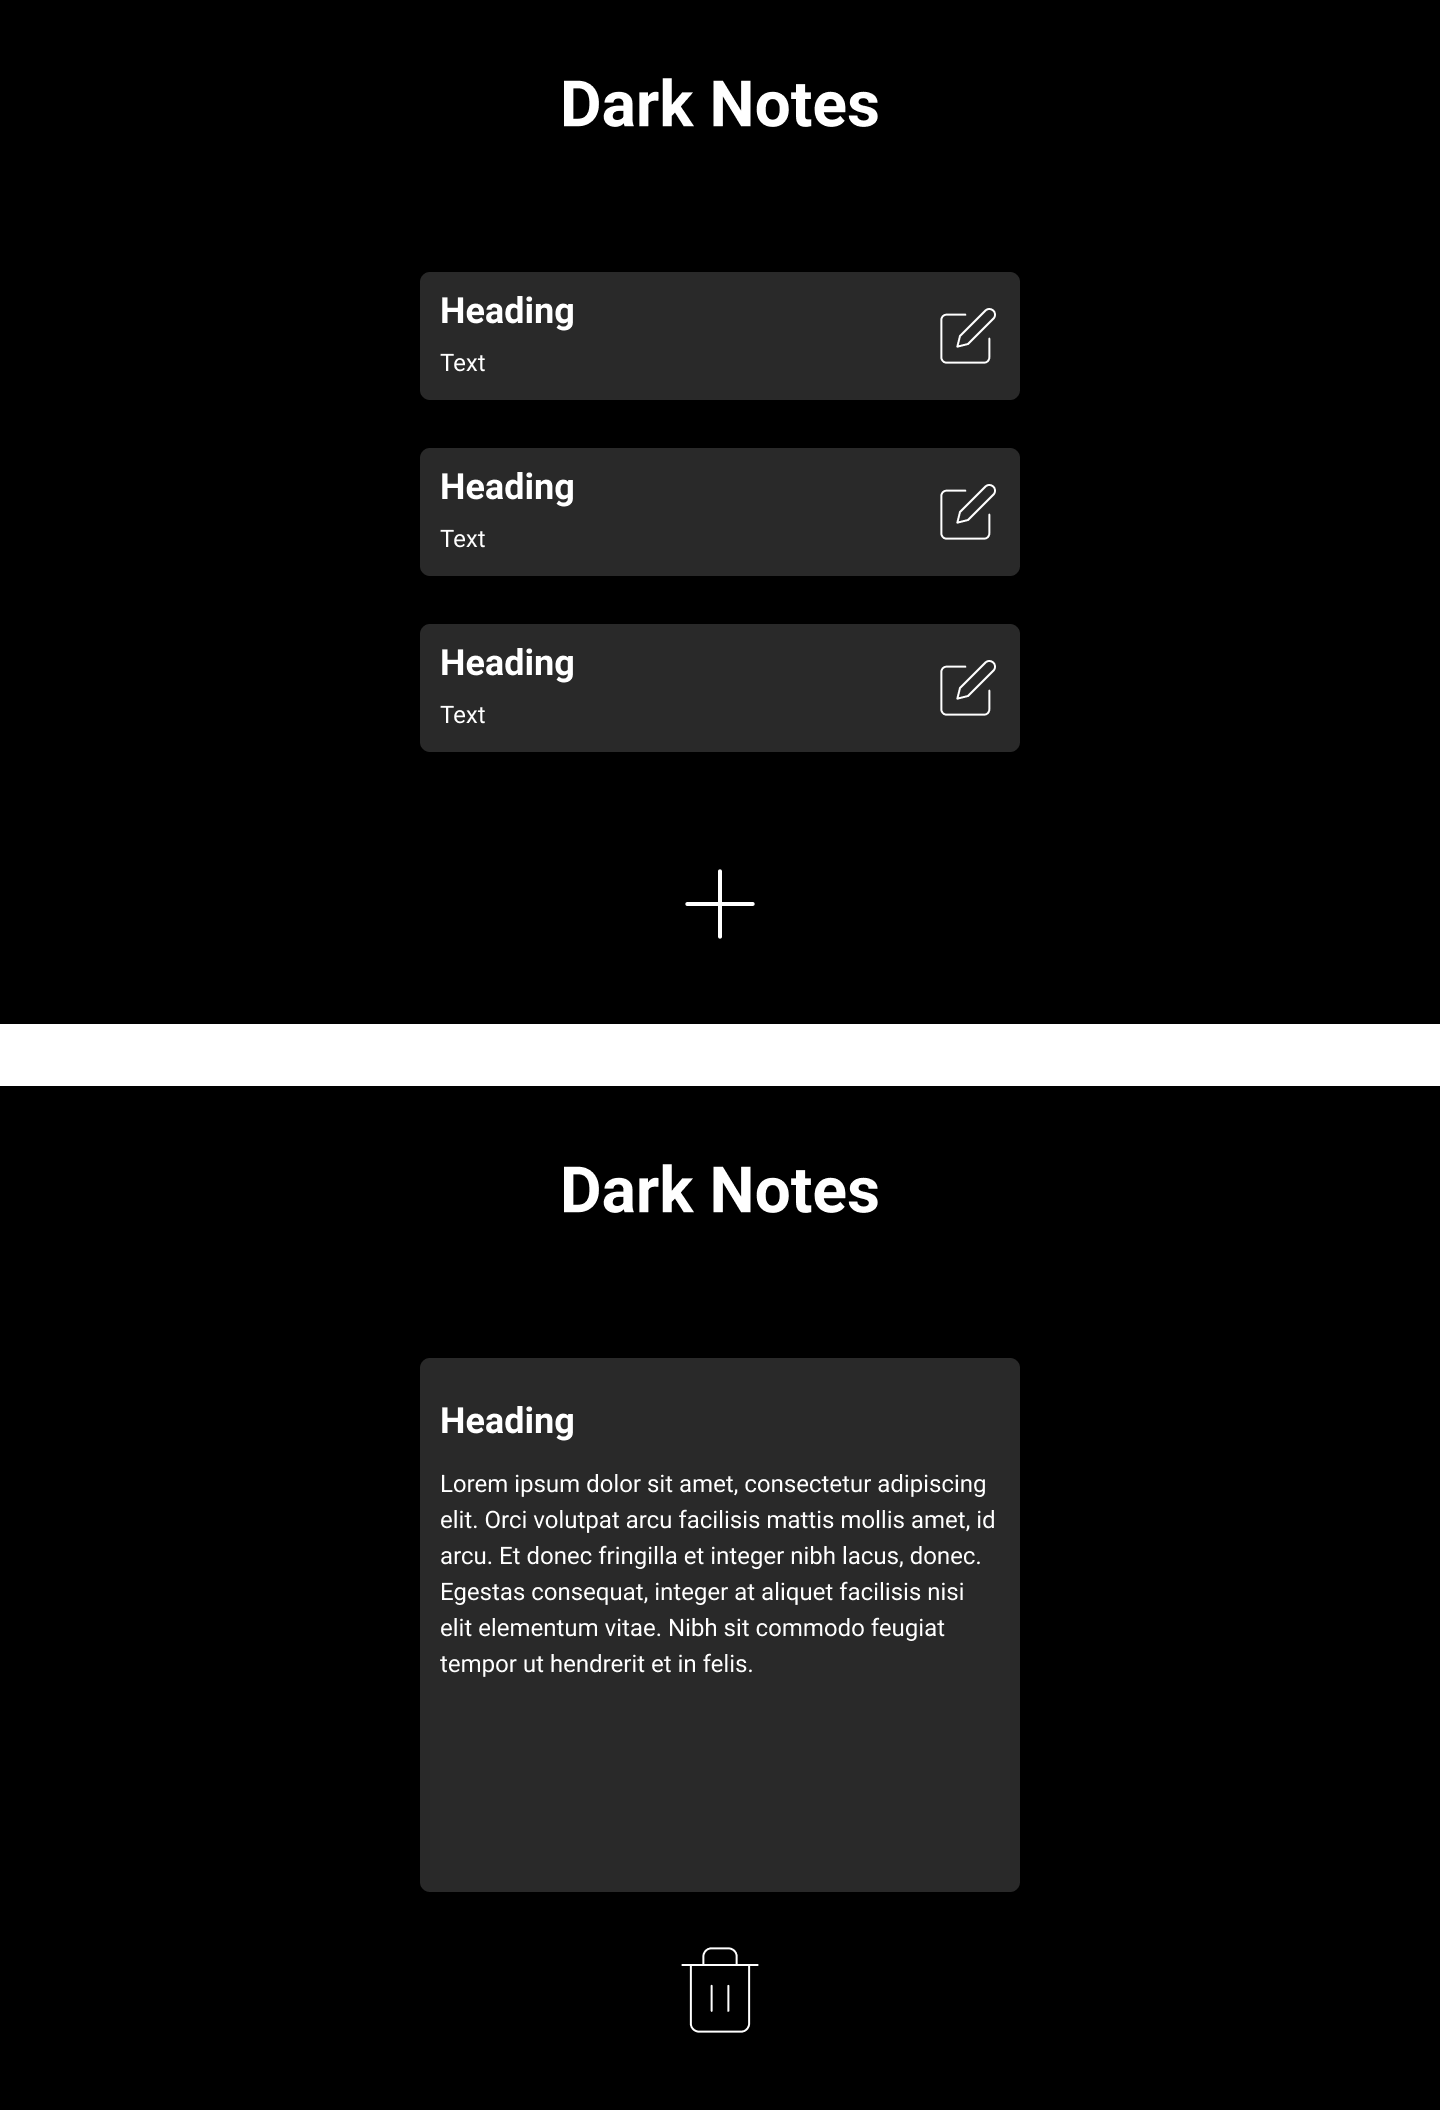 Dark Notes
Heading
Text
Heading
Text
Heading
Text
Dark Notes
Heading
Lorem ipsum dolor sit amet, consectetur adipiscing
elit. Orci volutpat arcu facilisis mattis mollis amet, id
arcu. Et donec fringilla et integer nibh lacus, donec.
Egestas consequat, integer at aliquet facilisis nisi
elit elementum vitae. Nibh sit commodo feugiat
tempor ut hendrerit et in felis.